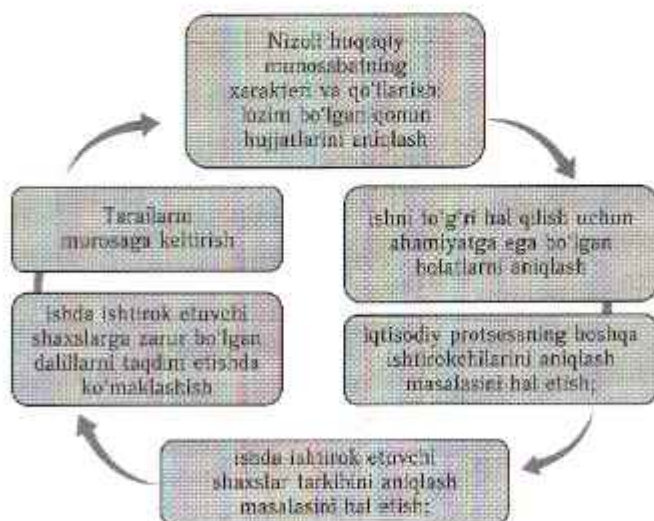 Nizoli huquqiy
munosabatning
xarakteri va qo'llanish
lozim bo'lgan qonun
hujjatlarini aniqlash
ishni to'g'ri hal qilish uchun
ahamiyatga ega bo'lgan
holatlarni aniqlash
iqtisodiy protsessning boshqa
ishtirokchilarini aniqlash
masalasini hal etish;
ishda ishtirok etuvchi
shaxslar tarkibini aniqlash
masalasini hal etish;
ishda ishtirok etuvchi
shaxslarga zarur bo'lgan
dalillarni taqdim etishda
ko'maklashish
Taraflarni
murosaga keltirish